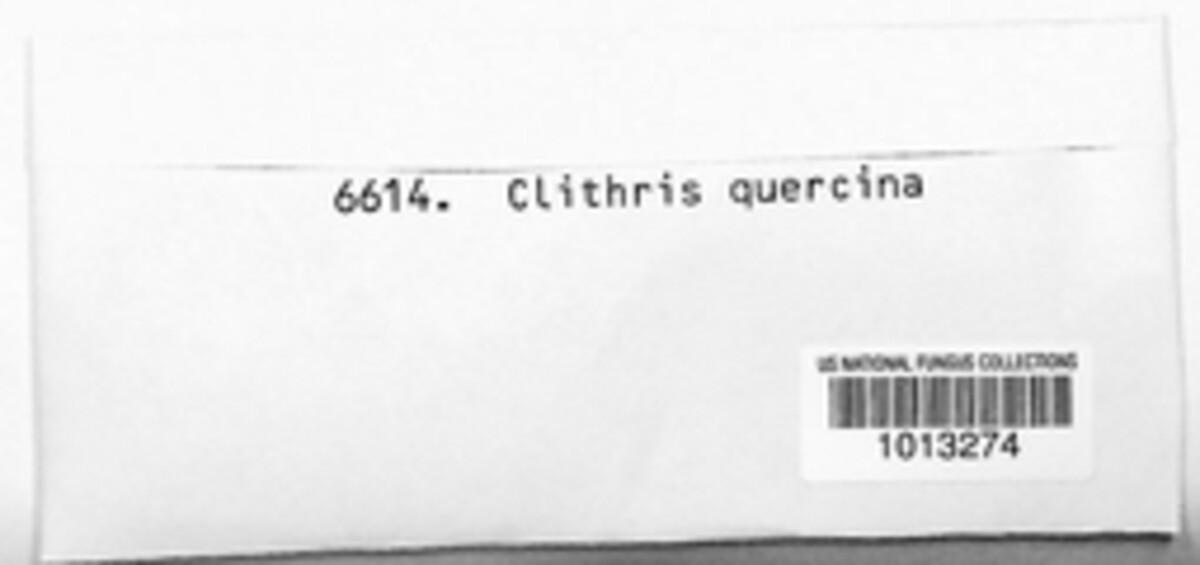 6614. Clithris quercina
US NATIONAL FUNGUS COLLECTIONS
1013274